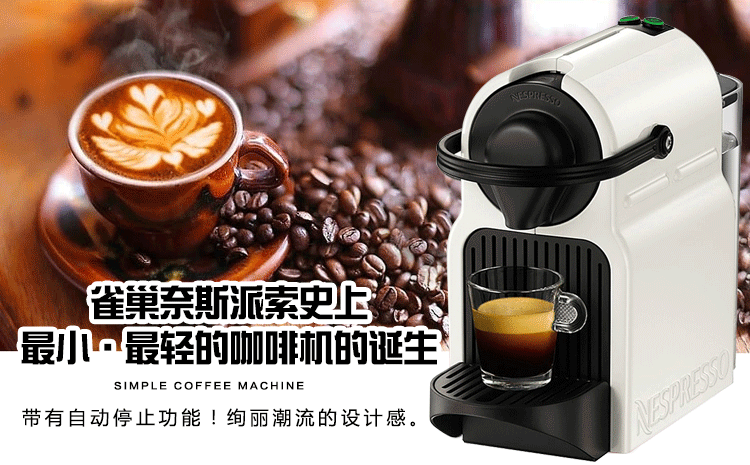 NESPRESSO
雀巢奈斯派索史上
最小·最轻的咖啡机的诞生
SIMPLE COFFEE MACHINE
带有自动停止功能！绚丽潮流的设计感。
NESPRESSO